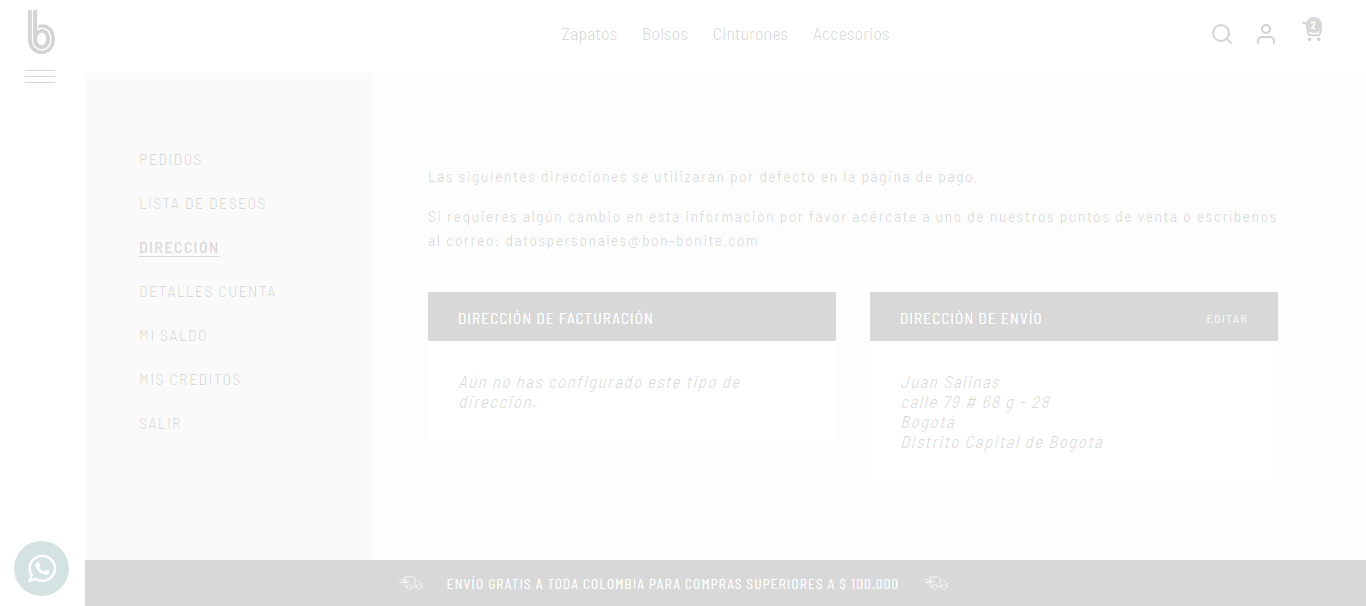 b
Zapatos Bolsos Cinturones Accesorios
2
PEDIDOS
LISTA DE DESEOS
DIRECCIÓN
DETALLES CUENTA
MI SALDO
MIS CREDITOS
SALIR
Las siguientes direcciones se utilizarán por defecto en la página de pago.
Si requieres algún cambio en esta información por favor acércate a uno de nuestros puntos de venta o escríbenos
al correo: datospersonales@bon-bonite.com
DIRECCIÓN DE FACTURACIÓN
Aún no has configurado este tipo de
dirección.
DIRECCIÓN DE ENVÍO EDITAR
Juan Salinas
calle 79 # 68 g - 28
Bogotá
Distrito Capital de Bogotá
ENVÍO GRATIS A TODA COLOMBIA PARA COMPRAS SUPERIORES A $ 100.000